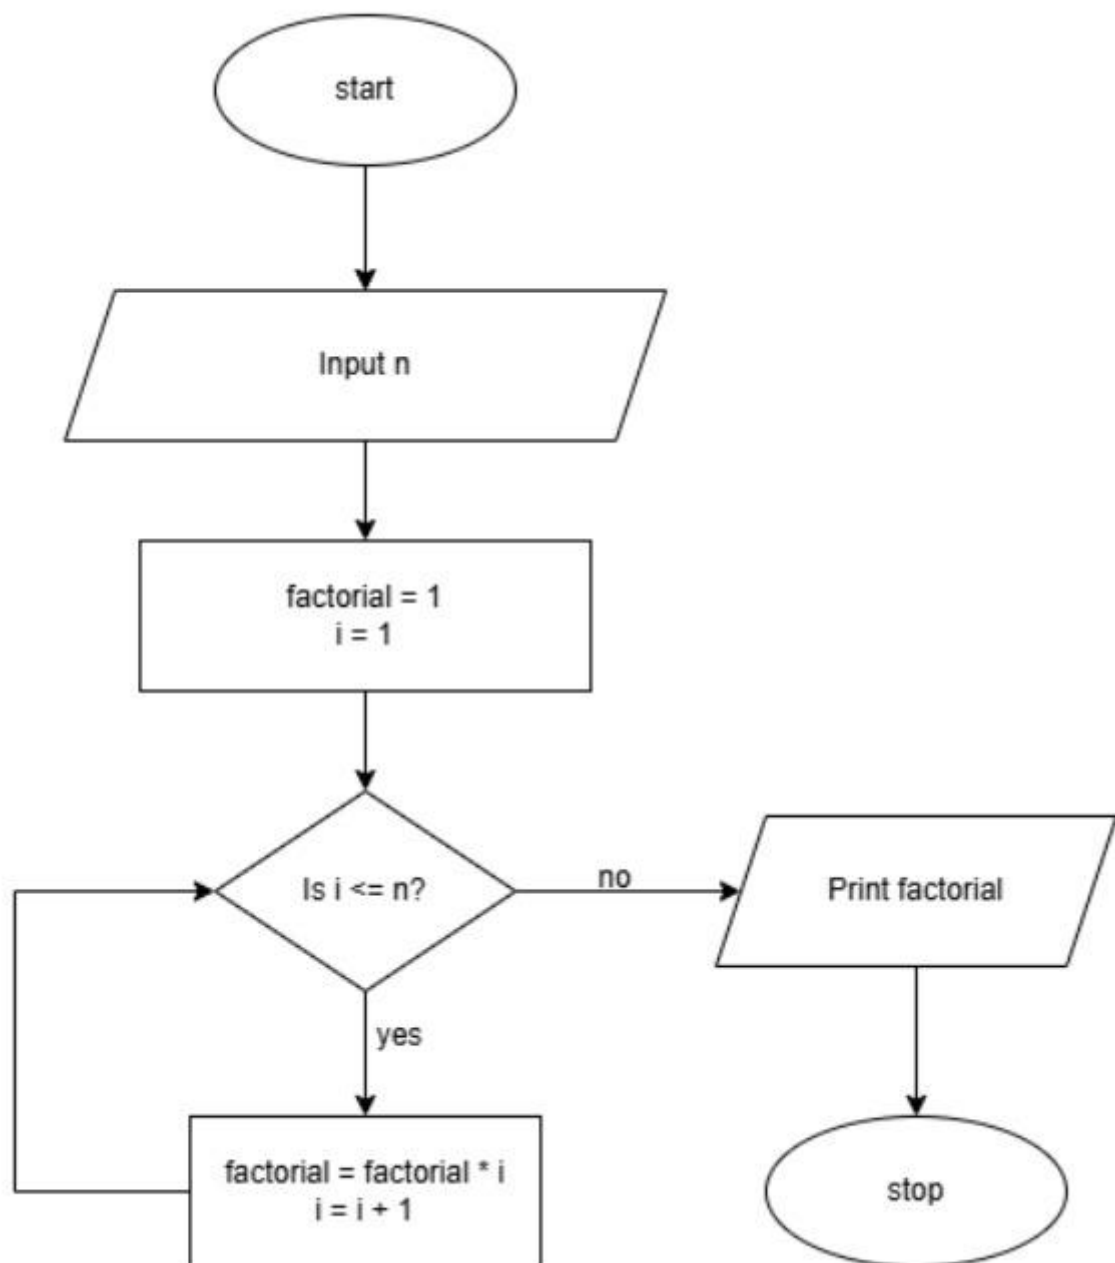 start
Input n
factorial = 1
i = 1
Is i <= n?
no
Print factorial
yes
factorial = factorial * i
i = i + 1
stop